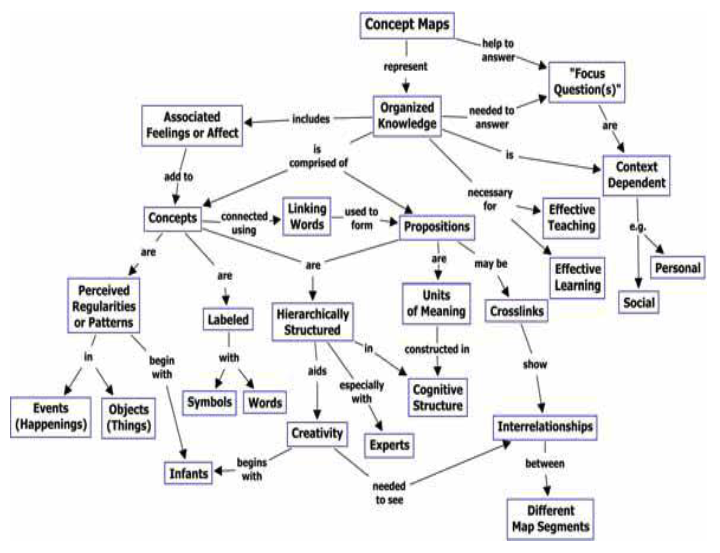 Concept Maps
help to
answer
represent
"Focus
Question(s)"
Associated
Feelings or Affect
includes
Organized
Knowledge
needed to
answer
are
is
comprised of
is
Context
Dependent
add to
necessary
for
Concepts
connected
using
Linking
Words
used to
form
Propositions
Effective
Teaching
e.g.
are
are
are
are
may be
Personal
Perceived
Regularities
or Patterns
Labeled
Hierarchically
Structured
Units
of Meaning
Crosslinks
Effective
Learning
Social
in
begin
with
with
aids
in
especially
with
constructed in
show
Events
(Happenings)
Objects
(Things)
Symbols
Words
Cognitive
Structure
Creativity
Experts
Interrelationships
Infants
begins
with
needed
to see
between
Different
Map Segments